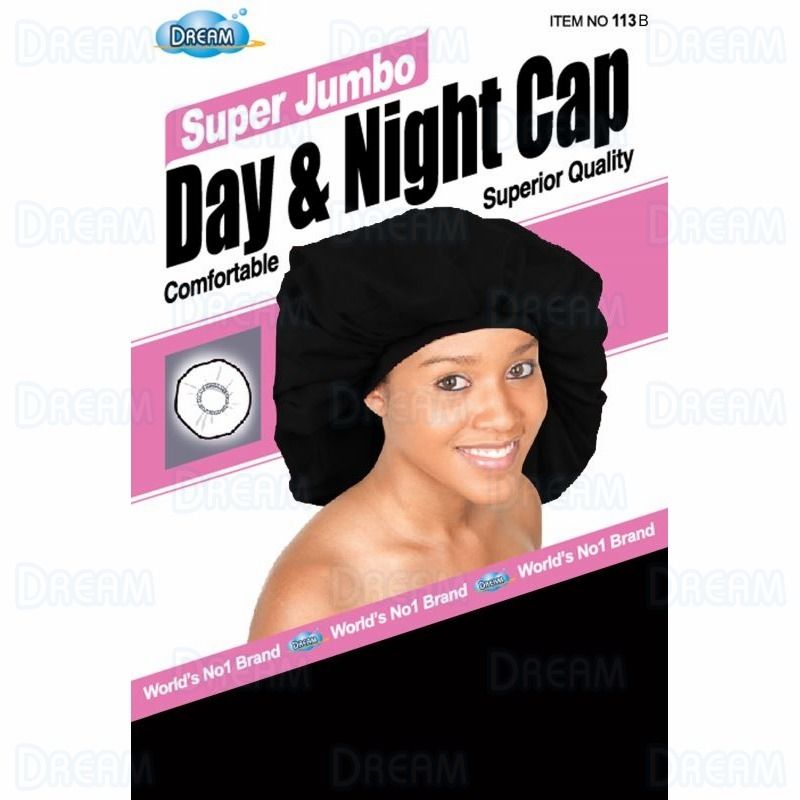 DREAM
ITEM NO 113B
Super Jumbo
Day & Night Cap
Comfortable
Superior Quality
World's No1 Brand DREAM World's No1 Brand DREAM World's No1 Brand